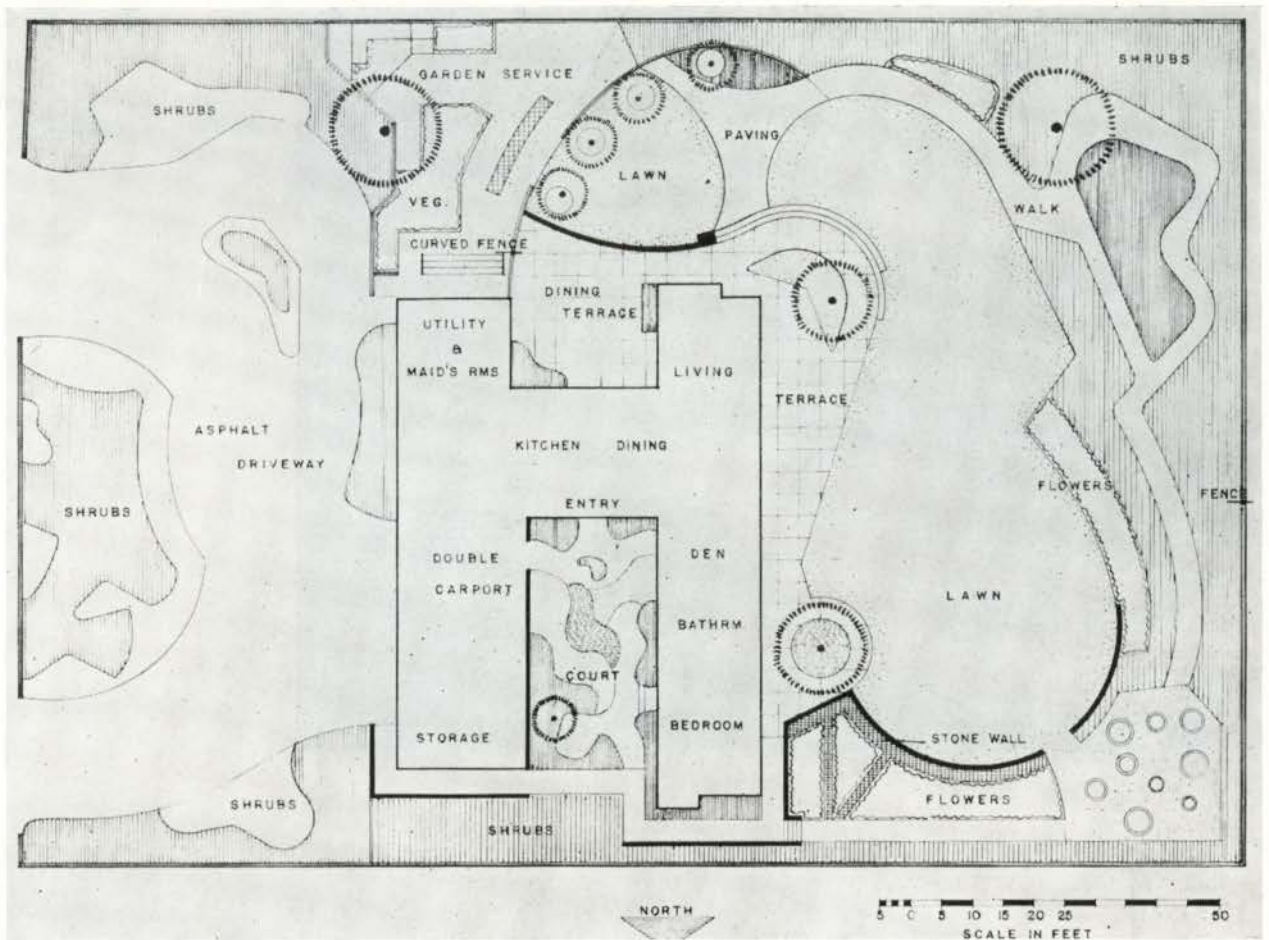 SHRUBS
GARDEN SERVICE
SHRUBS
PAVING
LAWN
VEG.
WALK
CURVED FENCE
DINING
TERRACE
UTILITY
&
MAID'S RMS
LIVING
TERRACE
ASPHALT
DRIVEWAY
KITCHEN DINING
FLOWERS
FENCE
ENTRY
SHRUBS
DOUBLE
CARPORT
DEN
LAWN
BATHRM
COURT
BEDROOM
STORAGE
STONE WALL
SHRUBS
FLOWERS
SHRUBS
NORTH
5 0 5 10 15 20 25 50
SCALE IN FEET